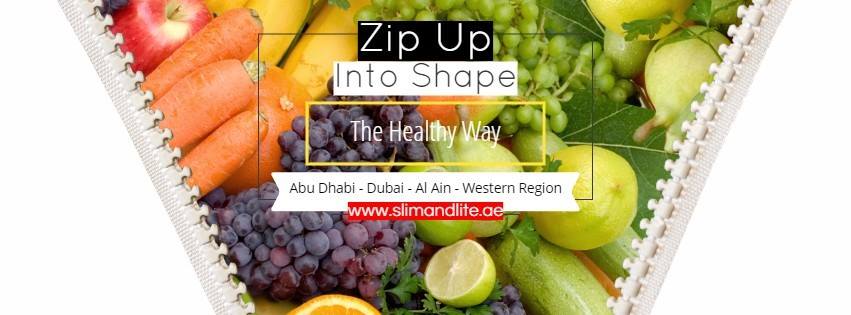 Zip Up
Into Shape
The Healthy Way
Abu Dhabi - Dubai - Al Ain - Western Region
www.slimandlite.ae